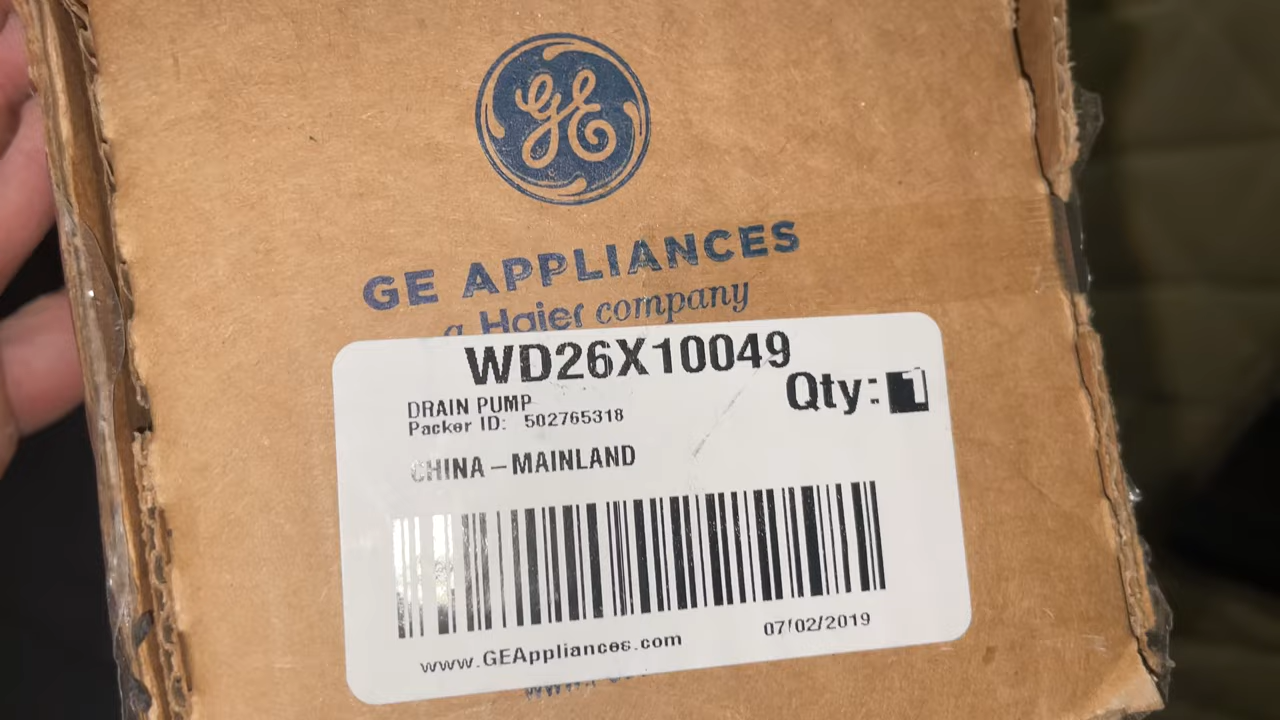 GE
GE APPLIANCES
a Haier company
WD26X10049
Qty: 1
DRAIN PUMP
Packer ID: 502765318
CHINA – MAINLAND
07/02/2019
www.GEAppliances.com